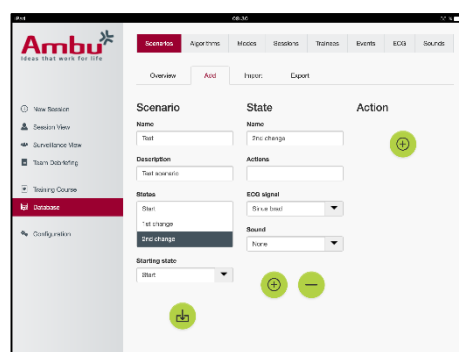 iPad
08:30
Ambu
Ideas that work for life
Scenarios
Algorithms
Modes
Sessions
Trainees
Events
ECG
Sounds
Overview
Add
Import
Export
New Session
Session View
Surveillance View
Team Debriefing
Training Course
Database
Configuration
Scenario
Name
Test
Description
Test scenario
States
Start
1st change
2nd change
Starting state
Start
State
Name
2nd change
Actions
ECG signal
Sinus brad
Sound
None
Action